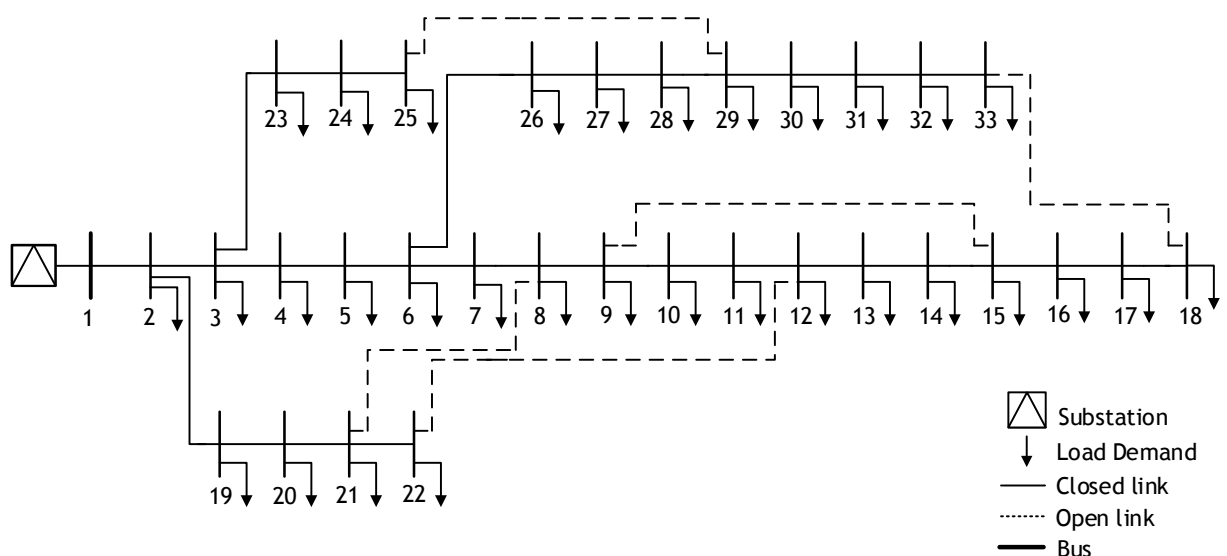 23 24 25 26 27 28 29 30 31 32 33
1 2 3 4 5 6 7 8 9 10 11 12 13 14 15 16 17 18
19 20 21 22
Substation
Load Demand
Closed link
Open link
Bus